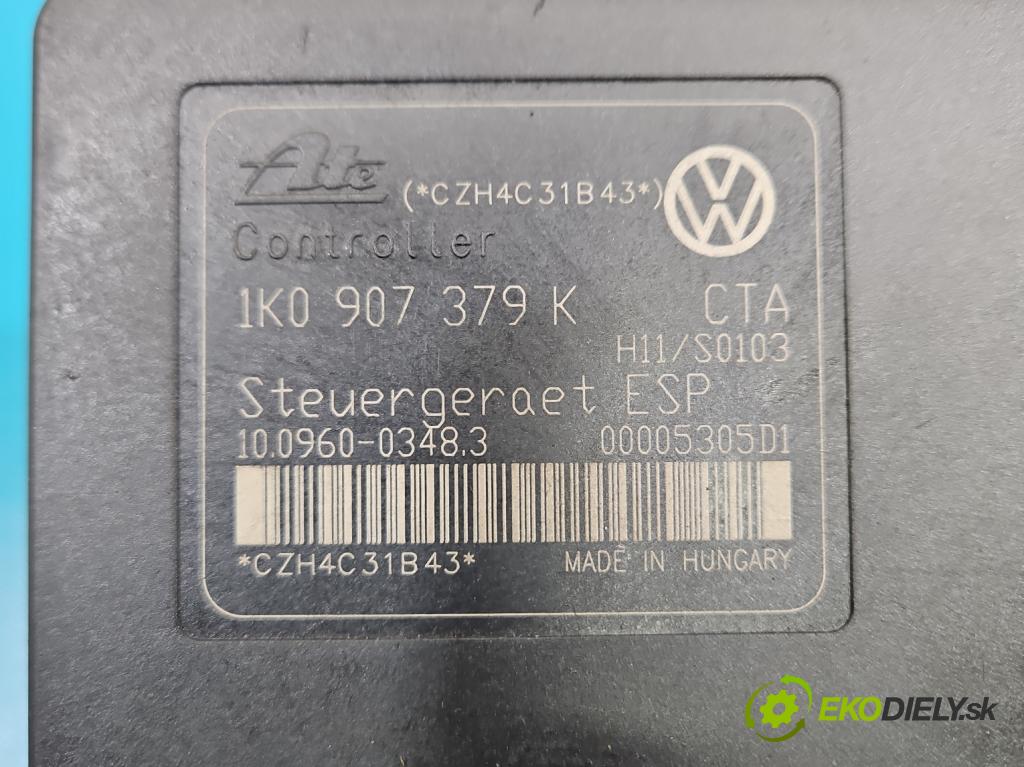 Ate (*CZH4C31B43*)
Controller
1K0 907 379 K CTA
H11/S0103
Steuergeraet ESP
10.0960-0348.3 00005305D1
*CZH4C31B43* MADE IN HUNGARY
EKODIELY.sk